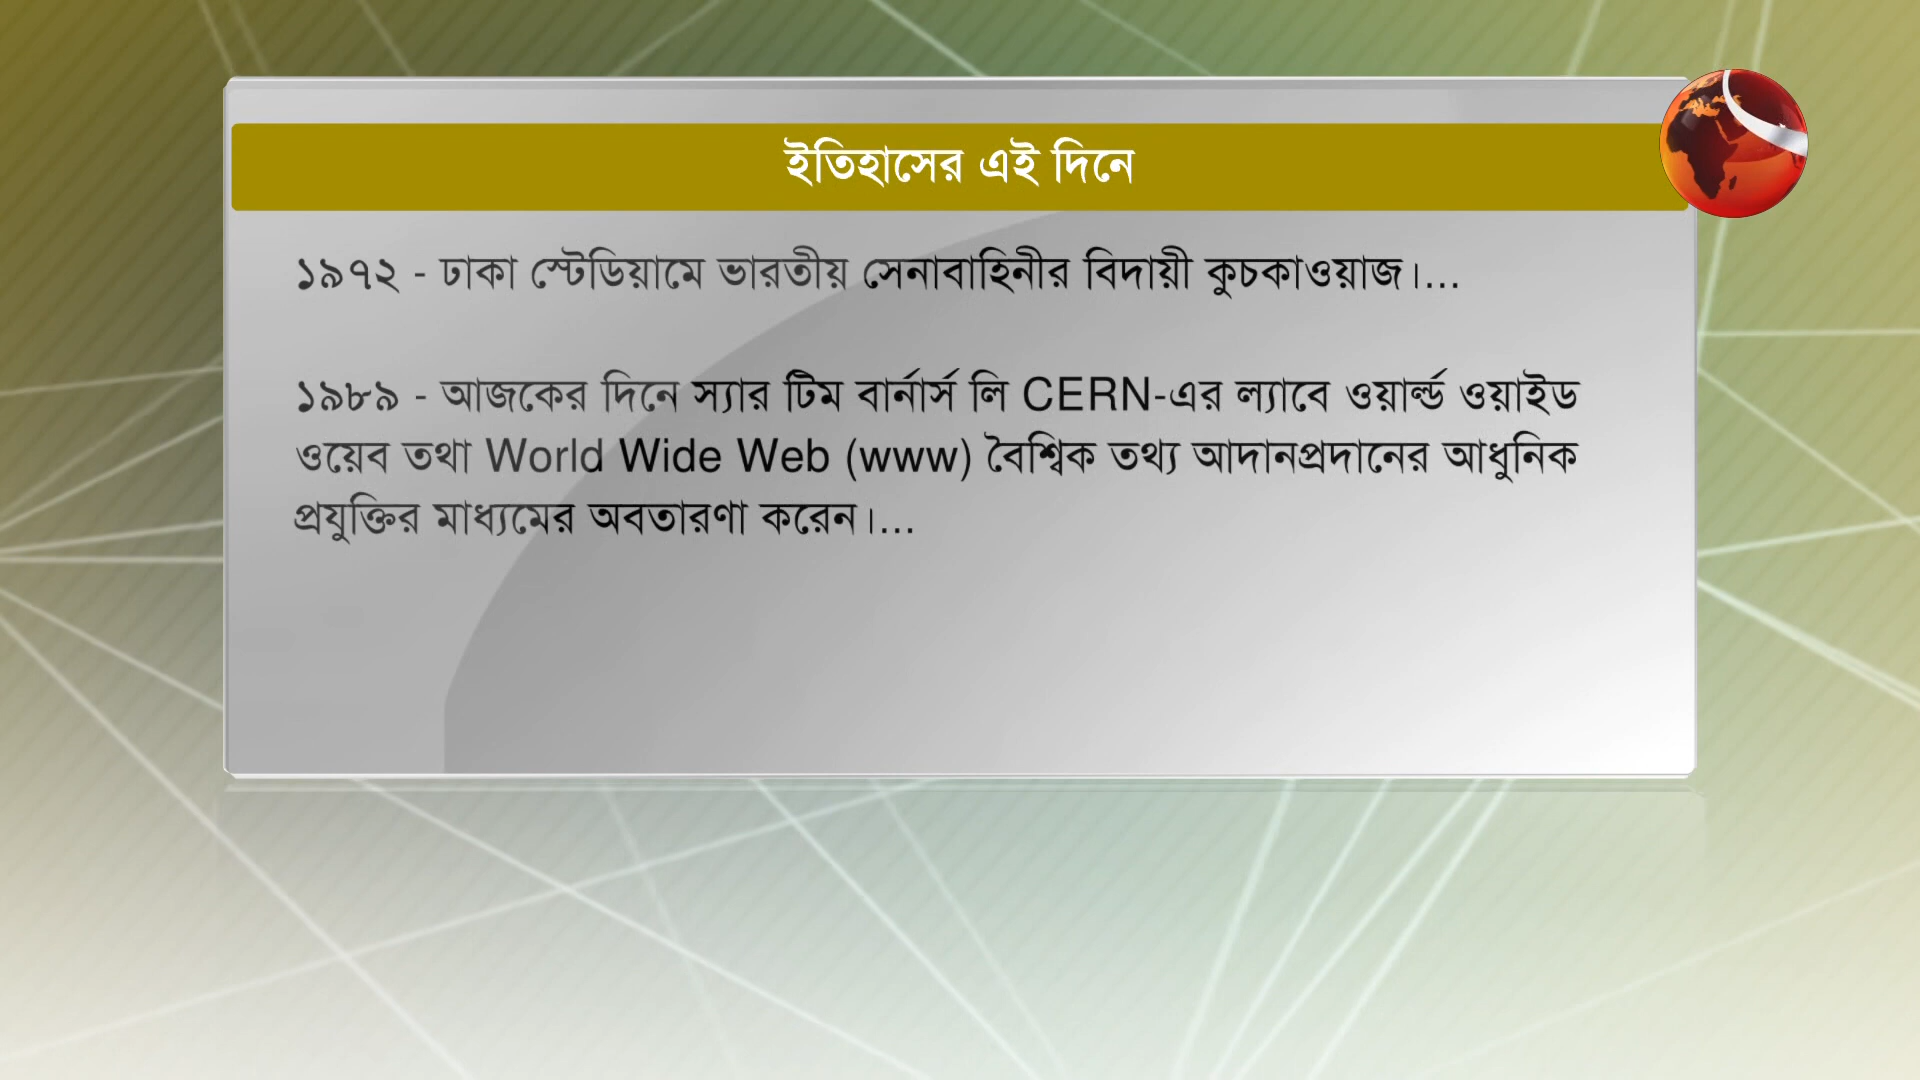 ইতিহাসের এই দিনে
১৯৭২ - ঢাকা স্টেডিয়ামে ভারতীয় সেনাবাহিনীর বিদায়ী কুচকাওয়াজ।...
১৯৮৯ - আজকের দিনে স্যার টিম বার্নার্স লি CERN-এর ল্যাবে ওয়ার্ল্ড ওয়াইড
ওয়েব তথা World Wide Web (www) বৈশ্বিক তথ্য আদানপ্রদানের আধুনিক
প্রযুক্তির মাধ্যমের অবতারণা করেন।...